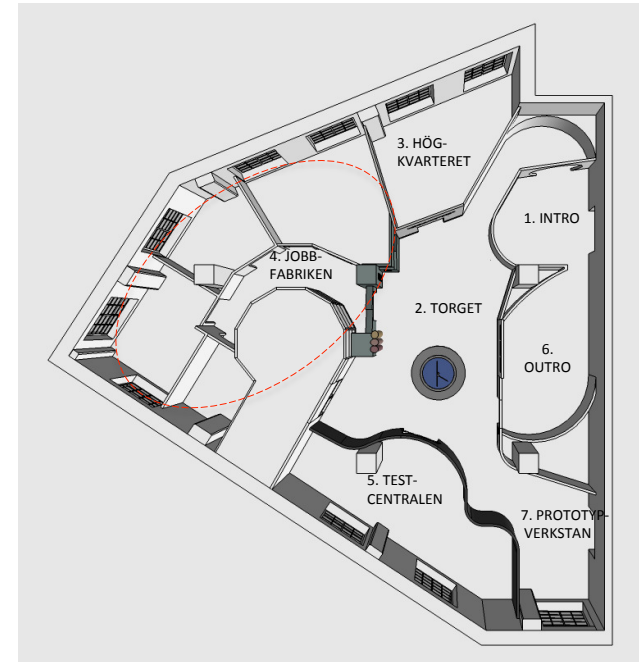 3. HÖG-
KVARTERET
1. INTRO
4. JOBB-
FABRIKEN
2. TORGET
6.
OUTRO
5. TEST-
CENTRALEN
7. PROTOTYP-
VERKSTAN